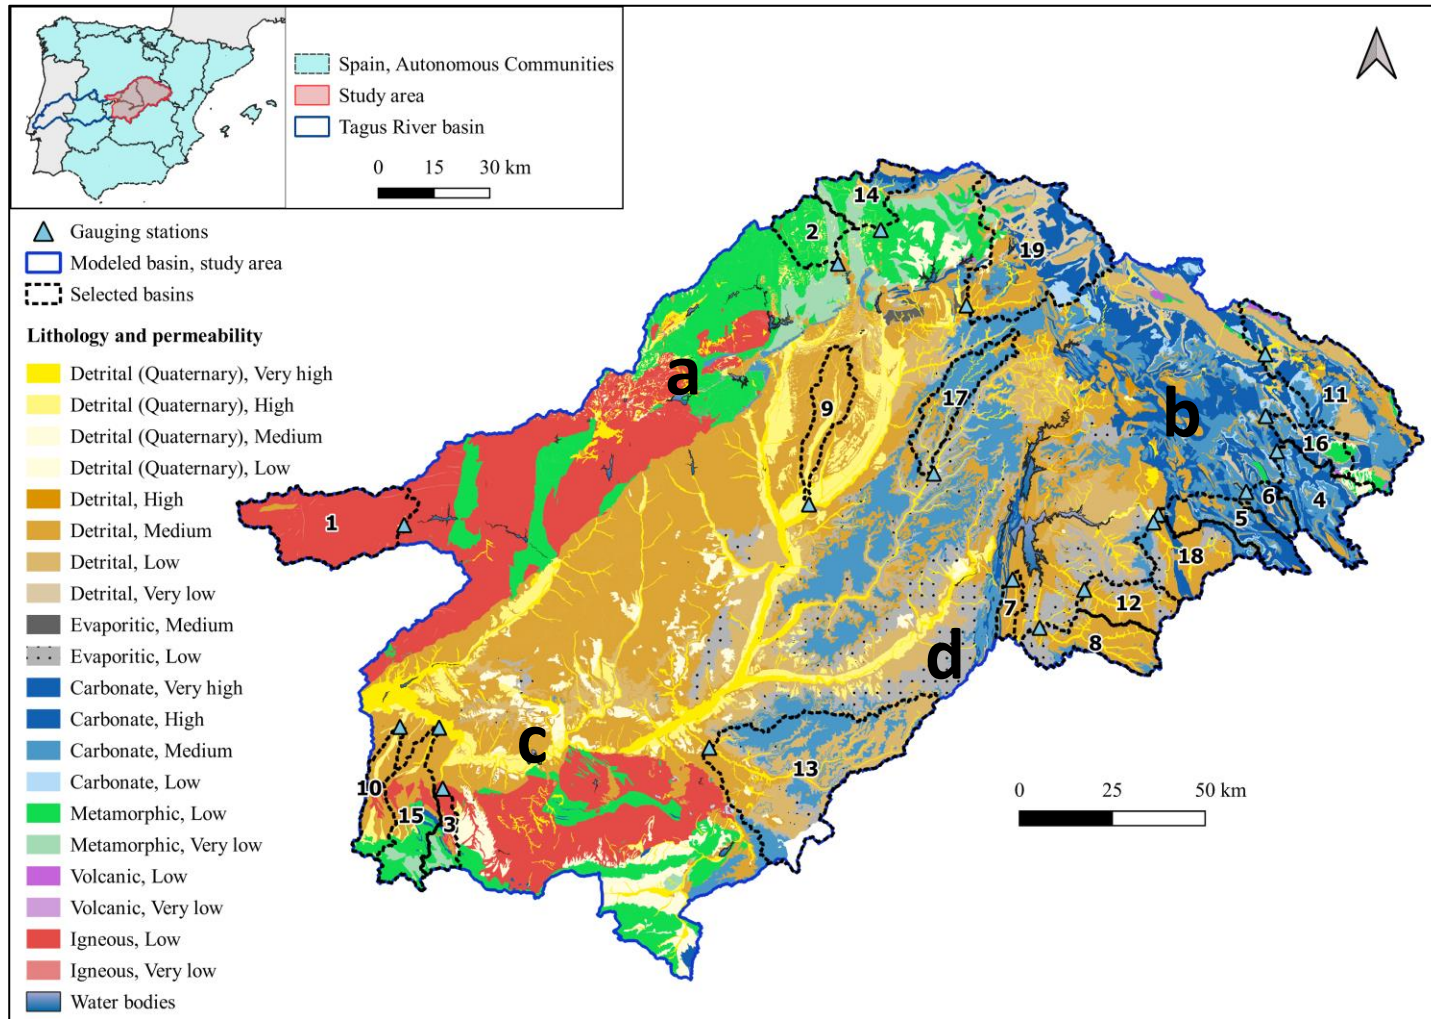 Spain, Autonomous Communities
Study area
Tagus River basin
0 15 30 km
Gauging stations
Modeled basin, study area
Selected basins
Lithology and permeability
Detrital (Quaternary), Very high
Detrital (Quaternary), High
Detrital (Quaternary), Medium
Detrital (Quaternary), Low
Detrital, High
Detrital, Medium
Detrital, Low
Detrital, Very low
Evaporitic, Medium
Evaporitic, Low
Carbonate, Very high
Carbonate, High
Carbonate, Medium
Carbonate, Low
Metamorphic, Low
Metamorphic, Very low
Volcanic, Low
Volcanic, Very low
Igneous, Low
Igneous, Very low
Water bodies
14
2
19
a
b
11
17
9
16
6
4
1
5
18
7
12
8
d
c
13
10
15
3
0 25 50 km